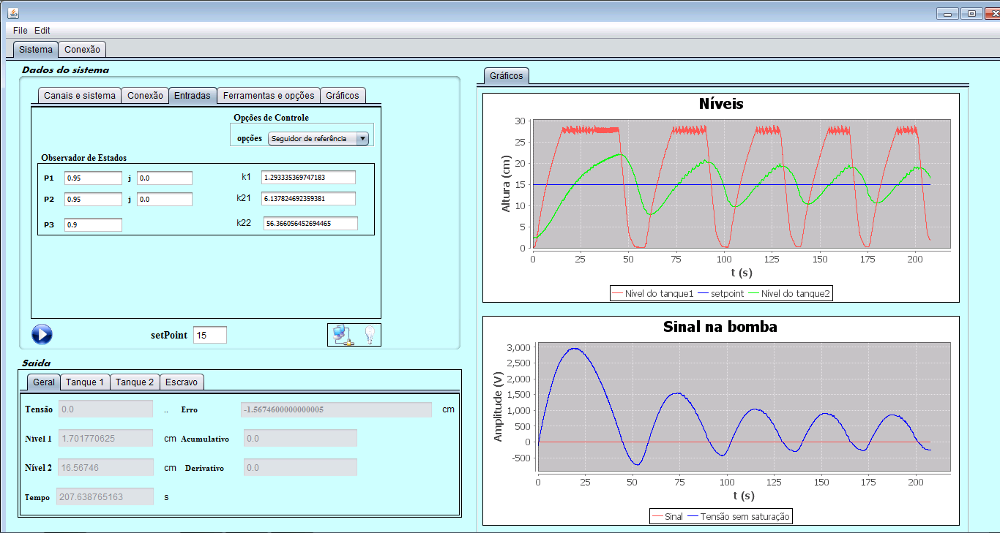 File Edit
Sistema Conexão
Dados do sistema
Canais e sistema Conexão Entradas Ferramentas e opções Gráficos
Opções de Controle
opções Seguidor de referência
Observador de Estados
P1 0.95 j 0.0 k1 1.293335369747183
P2 0.95 j 0.0 k21 6.137824692359381
P3 0.9 k22 56.366056452694465
setPoint 15
Saida
Geral Tanque 1 Tanque 2 Escravo
Tensão 0.0 .. Erro -1.5674600000000005 cm
Nível 1 1.701770625 cm Acumulativo 0.0
Nível 2 16.56746 cm Derivativo 0.0
Tempo 207.638765163 s
Gráficos
Níveis
Altura (cm)
30
25
20
15
10
5
0
0 25 50 75 100 125 150 175 200
t (s)
Nível do tanque1 setpoint Nível do tanque2
Sinal na bomba
Amplitude (V)
3,000
2,500
2,000
1,500
1,000
500
0
-500
0 25 50 75 100 125 150 175 200
t (s)
Sinal Tensão sem saturação